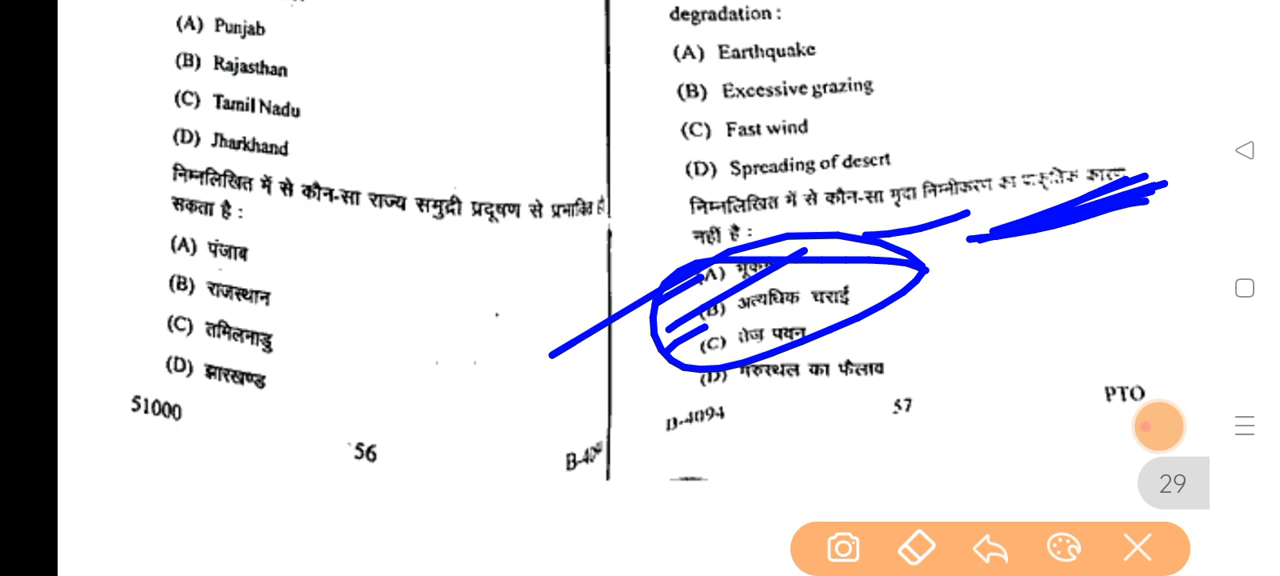 (A) Punjab
(B) Rajasthan
(C) Tamil Nadu
(D) Jharkhand
निम्नलिखित में से कौन-सा राज्य समुद्री प्रदूषण से प्रभावित हो
सकता है :
(A) पंजाब
(B) राजस्थान
(C) तमिलनाडु
(D) झारखण्ड
51000
56
degradation :
(A) Earthquake
(B) Excessive grazing
(C) Fast wind
(D) Spreading of desert
निम्नलिखित में से कौन-सा मृदा निम्नीकरण का प्राकृतिक कारण
नहीं है :
(A)
(B) अत्यधिक चराई
(C) तेज़ पवन
(D) मरुस्थल का फैलाव
B-4094
57
PTO
29